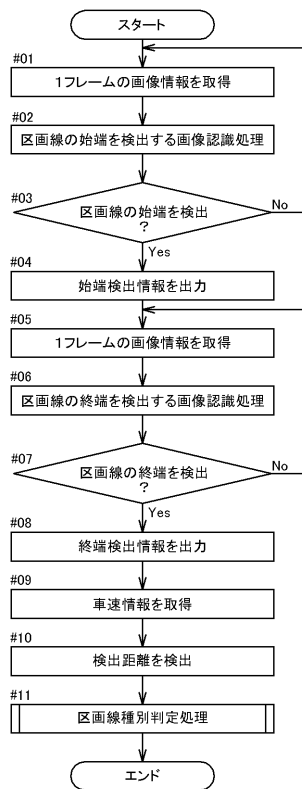 スタート
#01
1フレームの画像情報を取得
#02
区画線の始端を検出する画像認識処理
#03
区画線の始端を検出
?
No
Yes
#04
始端検出情報を出力
#05
1フレームの画像情報を取得
#06
区画線の終端を検出する画像認識処理
#07
区画線の終端を検出
?
No
Yes
#08
終端検出情報を出力
#09
車速情報を取得
#10
検出距離を検出
#11
区画線種別判定処理
エンド